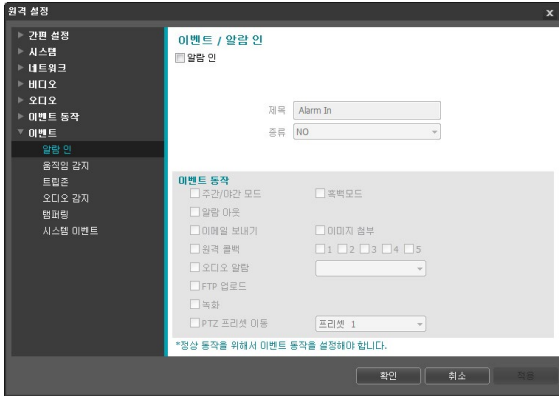 원격 설정
x
간편 설정
시스템
네트워크
비디오
오디오
이벤트 동작
이벤트
알람 인
움직임 감지
트립존
오디오 감지
탬퍼링
시스템 이벤트
이벤트 / 알람 인
알람 인
제목 Alarm In
종류 NO
이벤트 동작
주간/야간 모드 흑백모드
알람 아웃
이메일 보내기 이미지 첨부
원격 콜백 1 2 3 4 5
오디오 알람
FTP 업로드
녹화
PTZ 프리셋 이동 프리셋 1
*정상 동작을 위해서 이벤트 동작을 설정해야 합니다.
확인 취소 적용